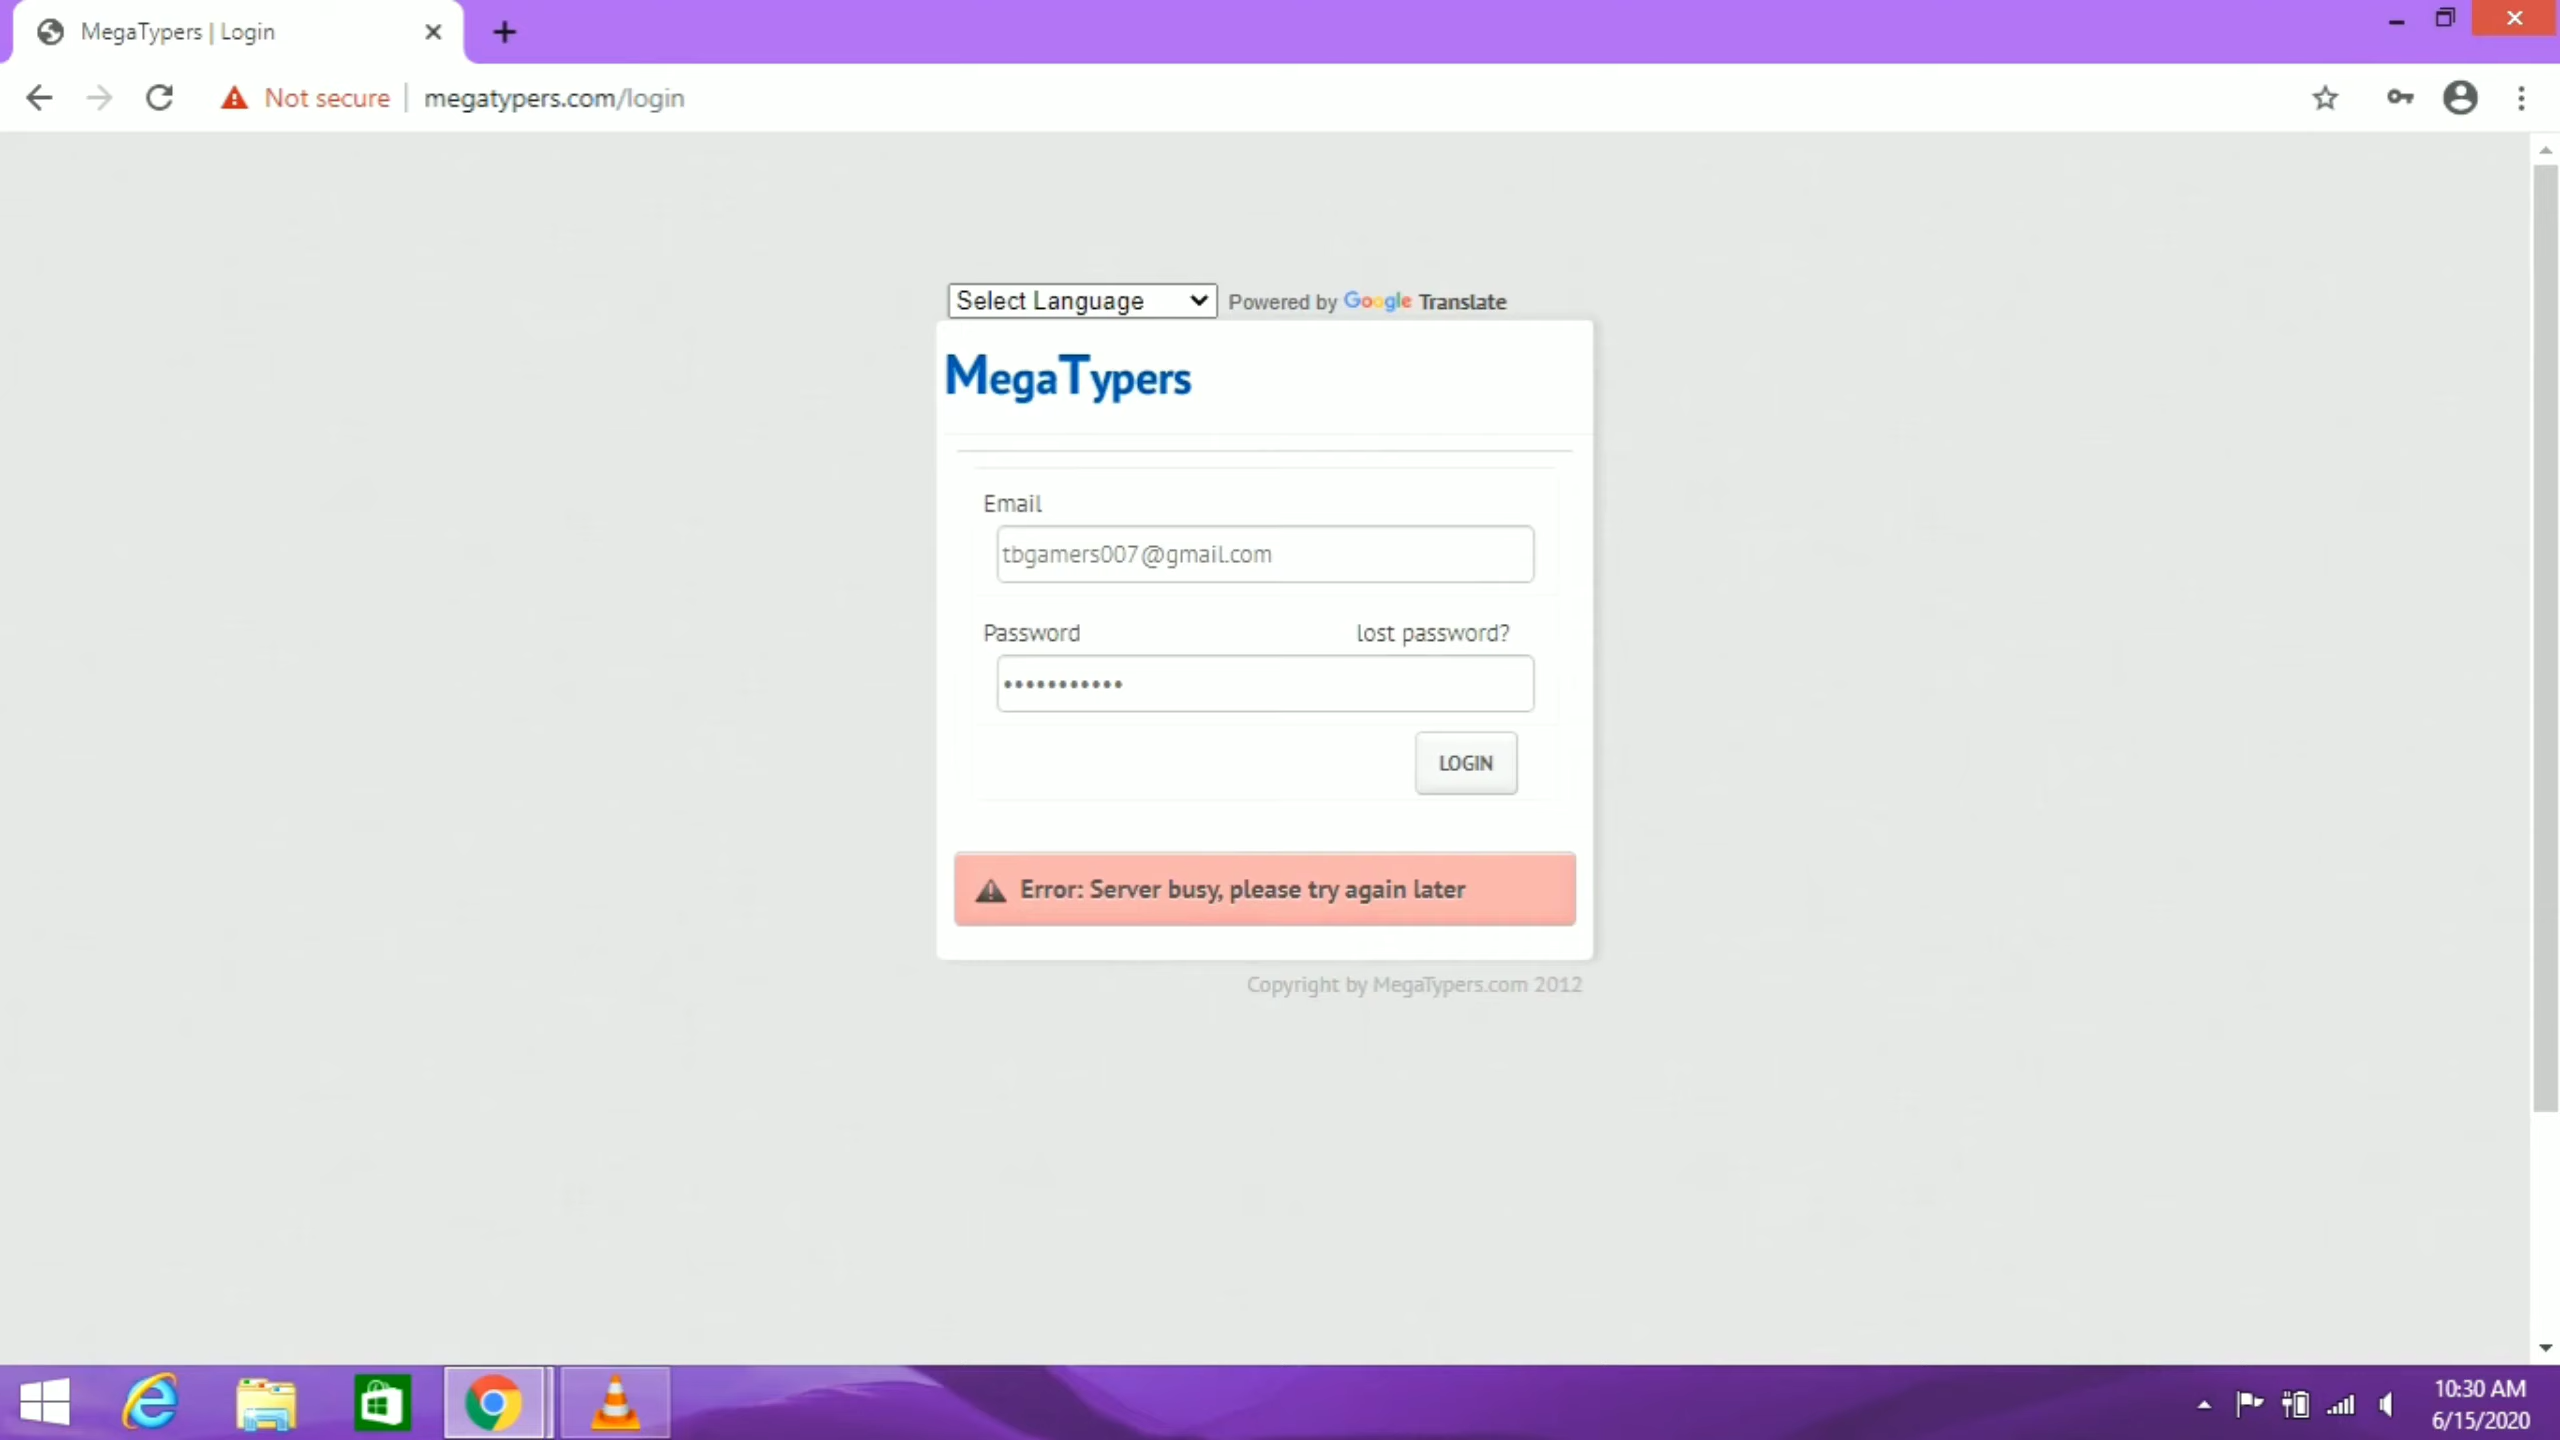 MegaTypers | Login
Not secure
megatypers.com/login
Select Language
Powered by Google Translate
MegaTypers
Email
tbgamers007@gmail.com
Password
lost password?
•••••••••••
LOGIN
Error: Server busy, please try again later
Copyright by MegaTypers.com 2012
10:30 AM
6/15/2020